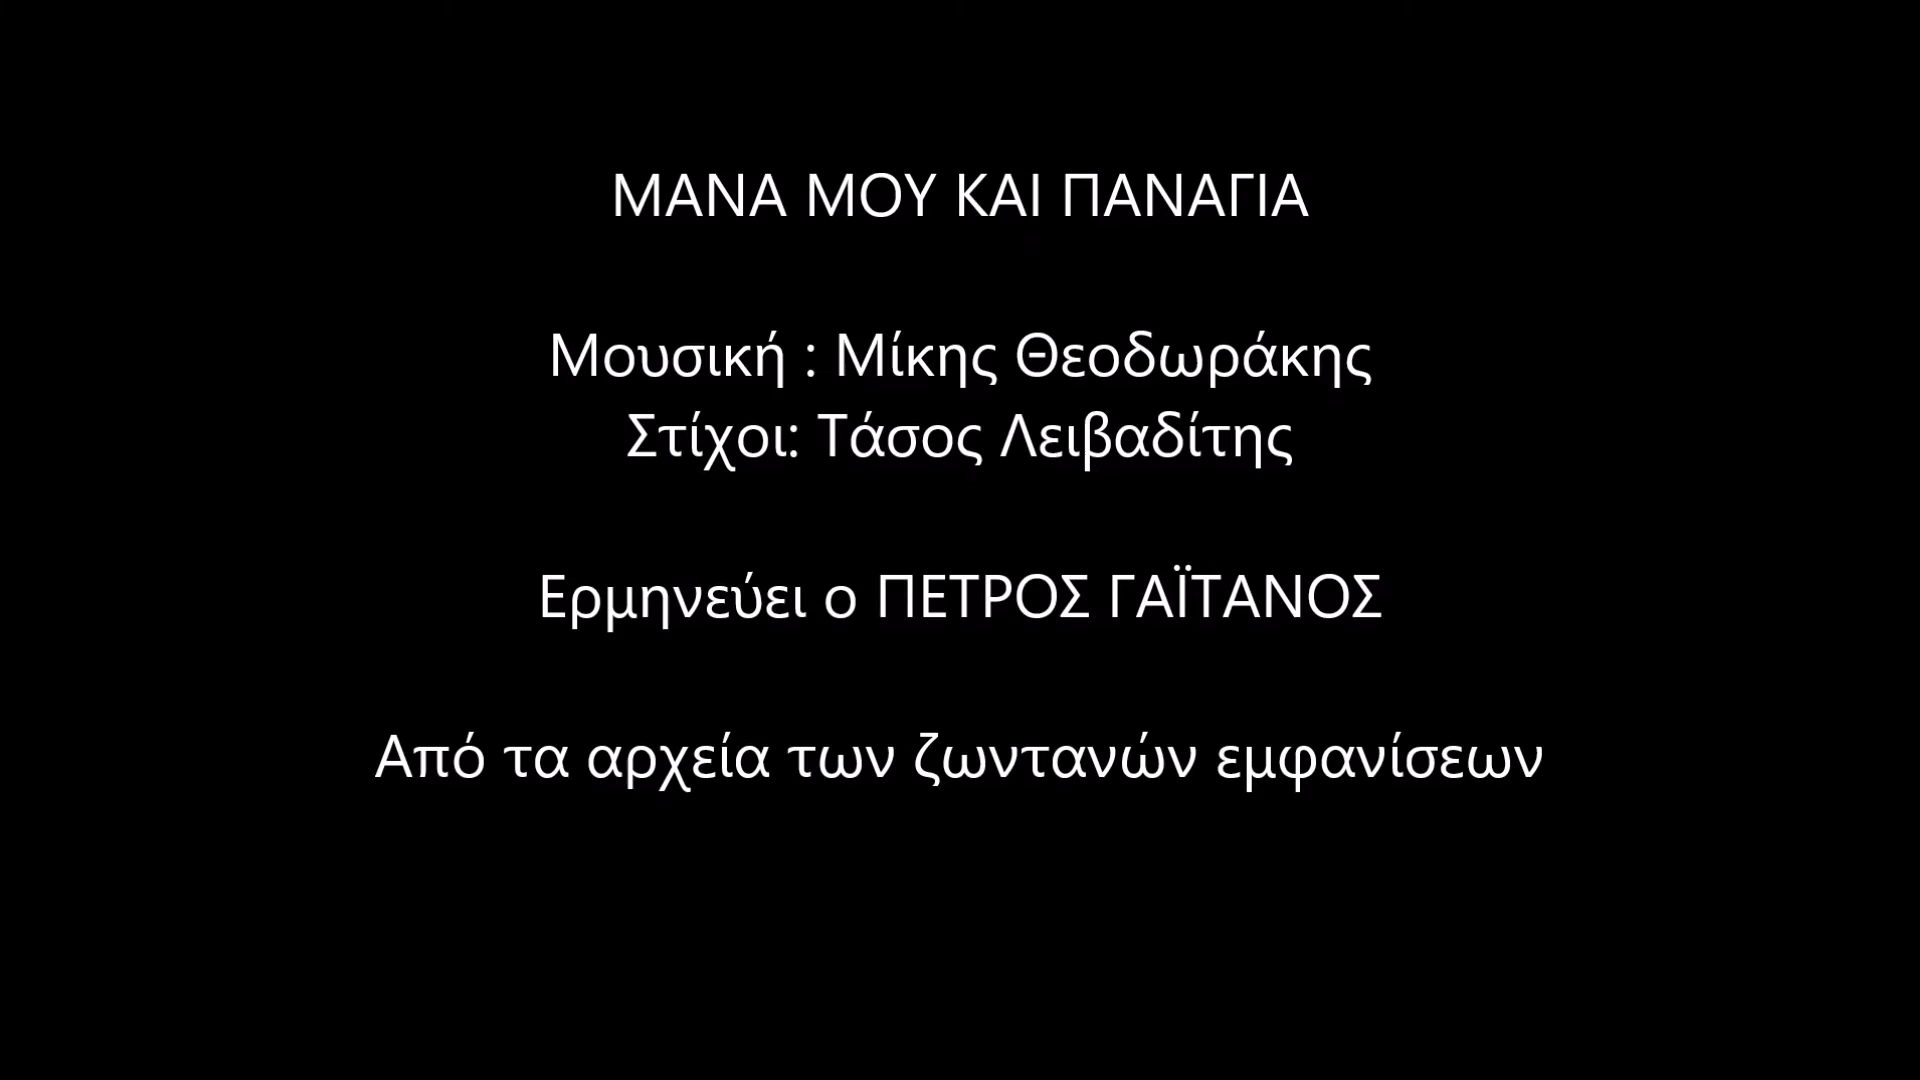 ΜΑΝΑ ΜΟΥ ΚΑΙ ΠΑΝΑΓΙΑ
Μουσική : Μίκης Θεοδωράκης
Στίχοι: Τάσος Λειβαδίτης
Ερμηνεύει ο ΠΕΤΡΟΣ ΓΑΪΤΑΝΟΣ
Από τα αρχεία των ζωντανών εμφανίσεων